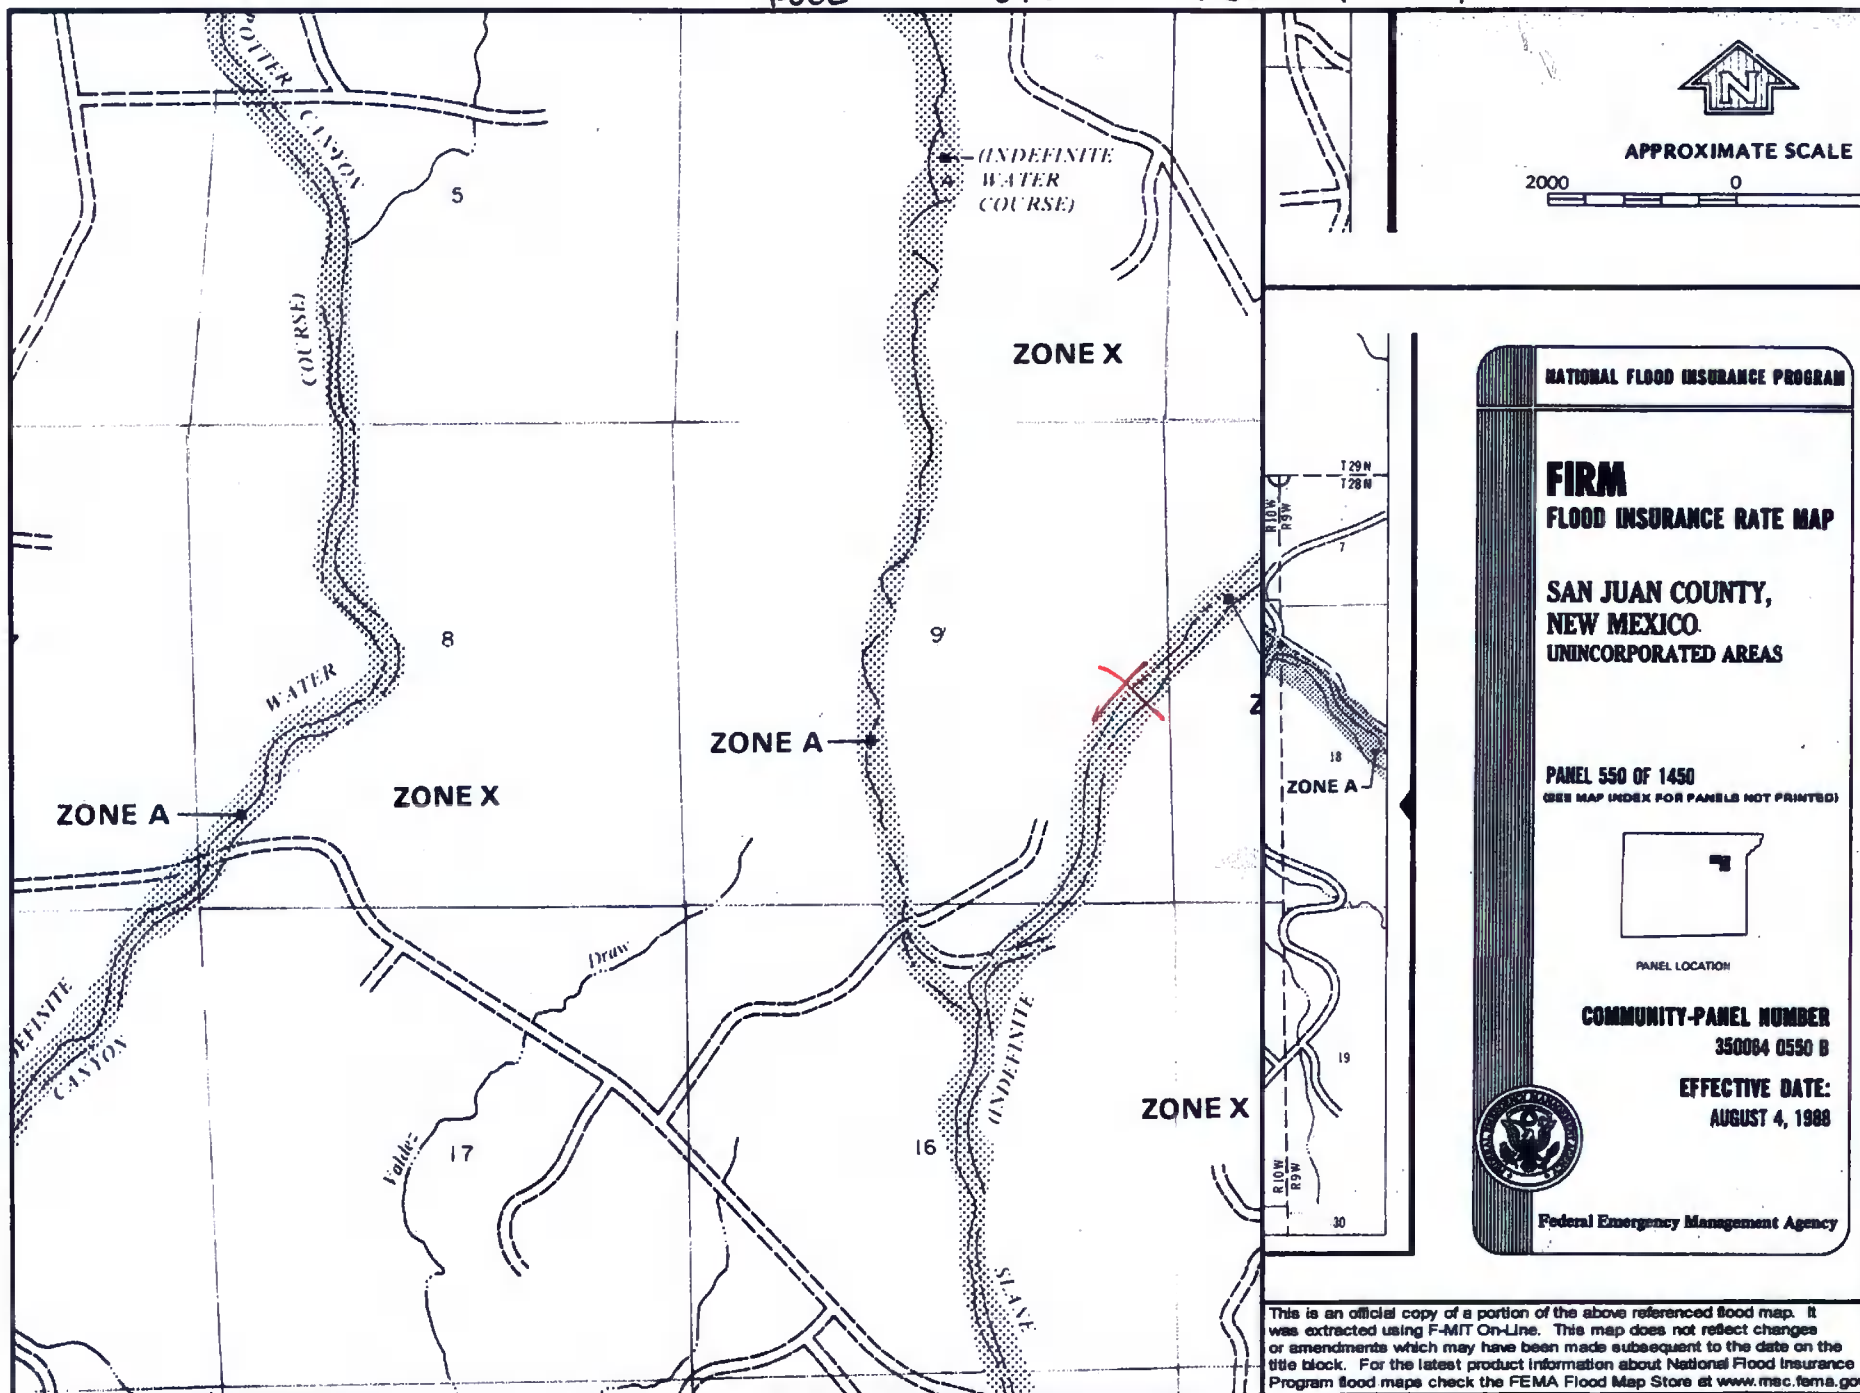 POTTER CANYON
5
(INDEFINITE
WATER
COURSE)
4
COURSE)
ZONE X
8
9
WATER
ZONE A
ZONE A
ZONE X
Draw
CANYON
(INDEFINITE
17
16
ZONE X
SLANE
N
APPROXIMATE SCALE
2000 0
T29N
T28N
R10W
R9W
7
18
ZONE A
19
R10W
R9W
30
NATIONAL FLOOD INSURANCE PROGRAM
FIRM
FLOOD INSURANCE RATE MAP
SAN JUAN COUNTY,
NEW MEXICO
UNINCORPORATED AREAS
PANEL 550 OF 1450
(SEE MAP INDEX FOR PANELS NOT PRINTED)
PANEL LOCATION
COMMUNITY-PANEL NUMBER
350064 0550 B
EFFECTIVE DATE:
AUGUST 4, 1988
Federal Emergency Management Agency
This is an official copy of a portion of the above referenced flood map. It
was extracted using F-MIT On-Line. This map does not reflect changes
or amendments which may have been made subsequent to the date on the
title block. For the latest product information about National Flood Insurance
Program flood maps check the FEMA Flood Map Store at www.msc.fema.gov